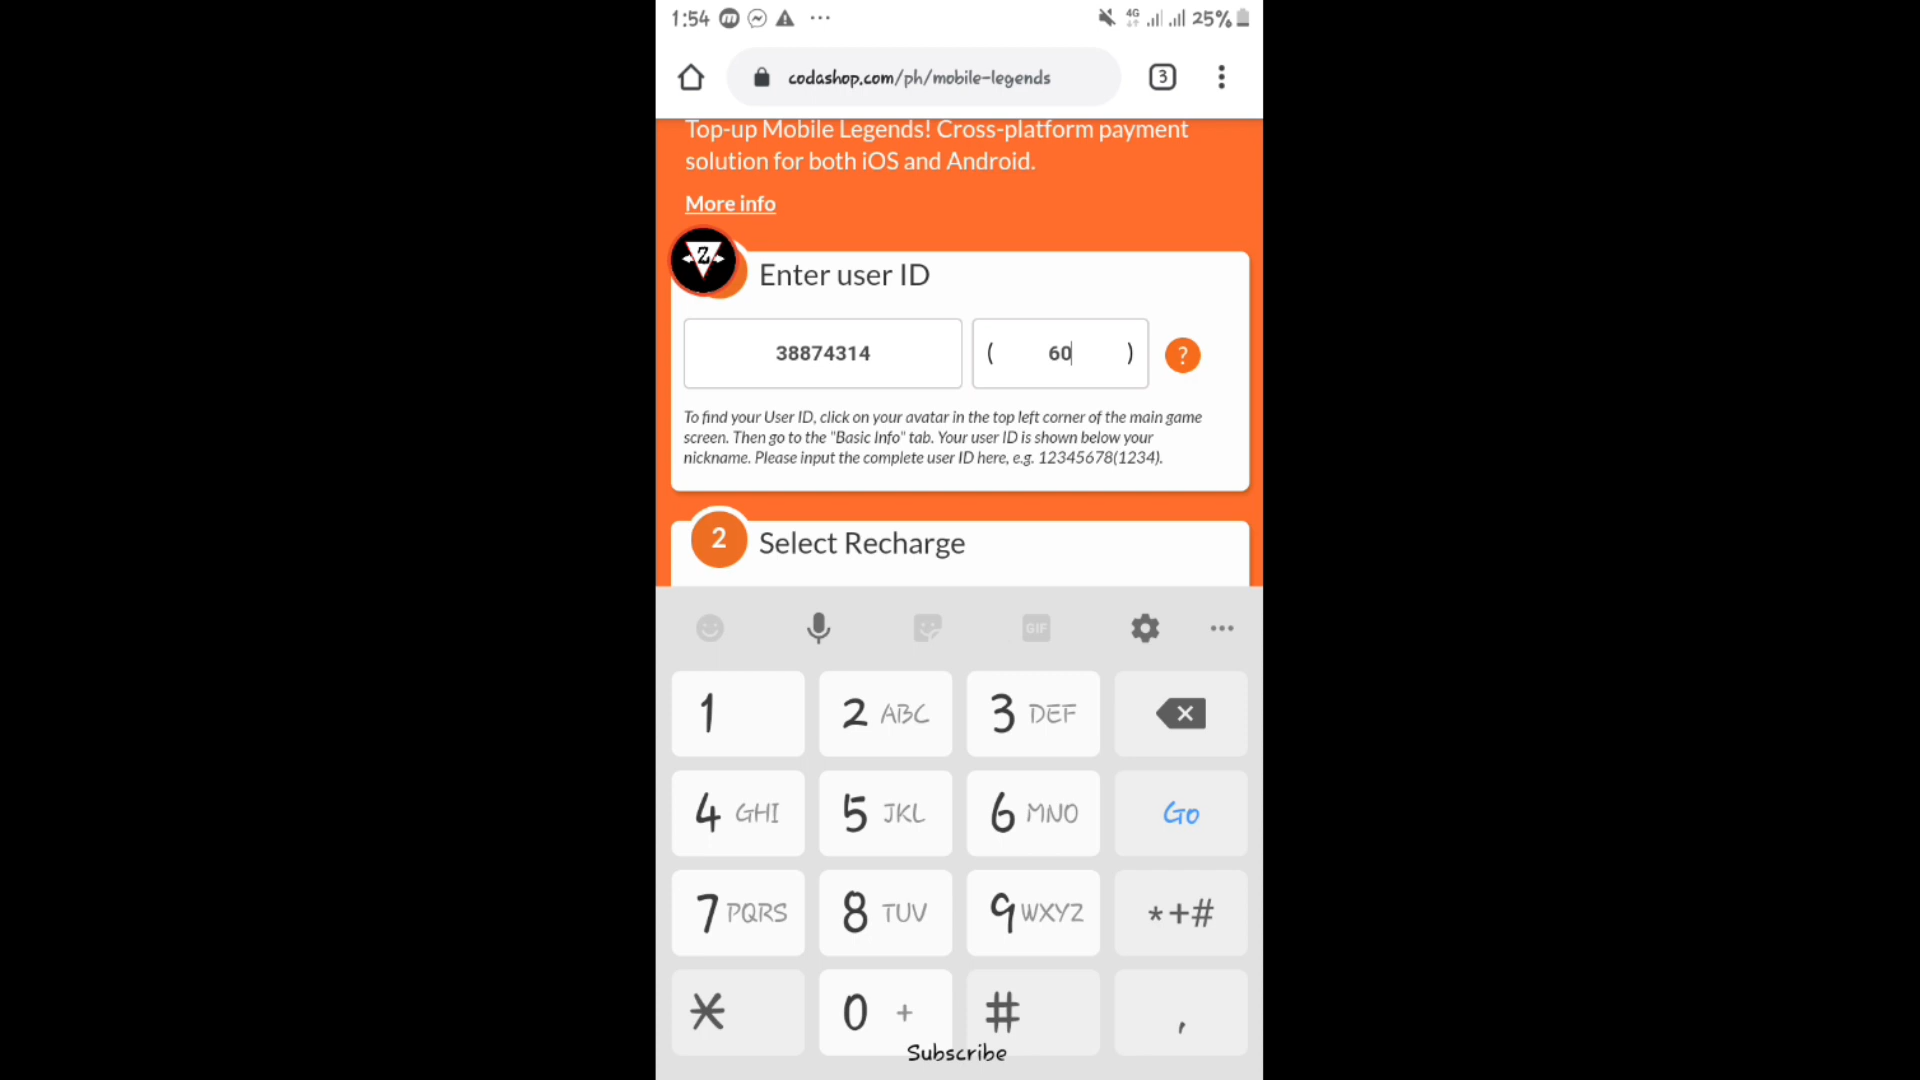 1:54 ... 4G 25%
codashop.com/ph/mobile-legends 3
Top-up Mobile Legends! Cross-platform payment
solution for both iOS and Android.
More info
Z
Enter user ID
38874314 ( 60 ) ?
To find your User ID, click on your avatar in the top left corner of the main game
screen. Then go to the "Basic Info" tab. Your user ID is shown below your
nickname. Please input the complete user ID here, e.g. 12345678(1234).
2 Select Recharge
GIF ...
1 2 ABC 3 DEF
4 GHI 5 JKL 6 MNO Go
7 PQRS 8 TUV 9 WXYZ *+#
* 0 + # ,
Subscribe